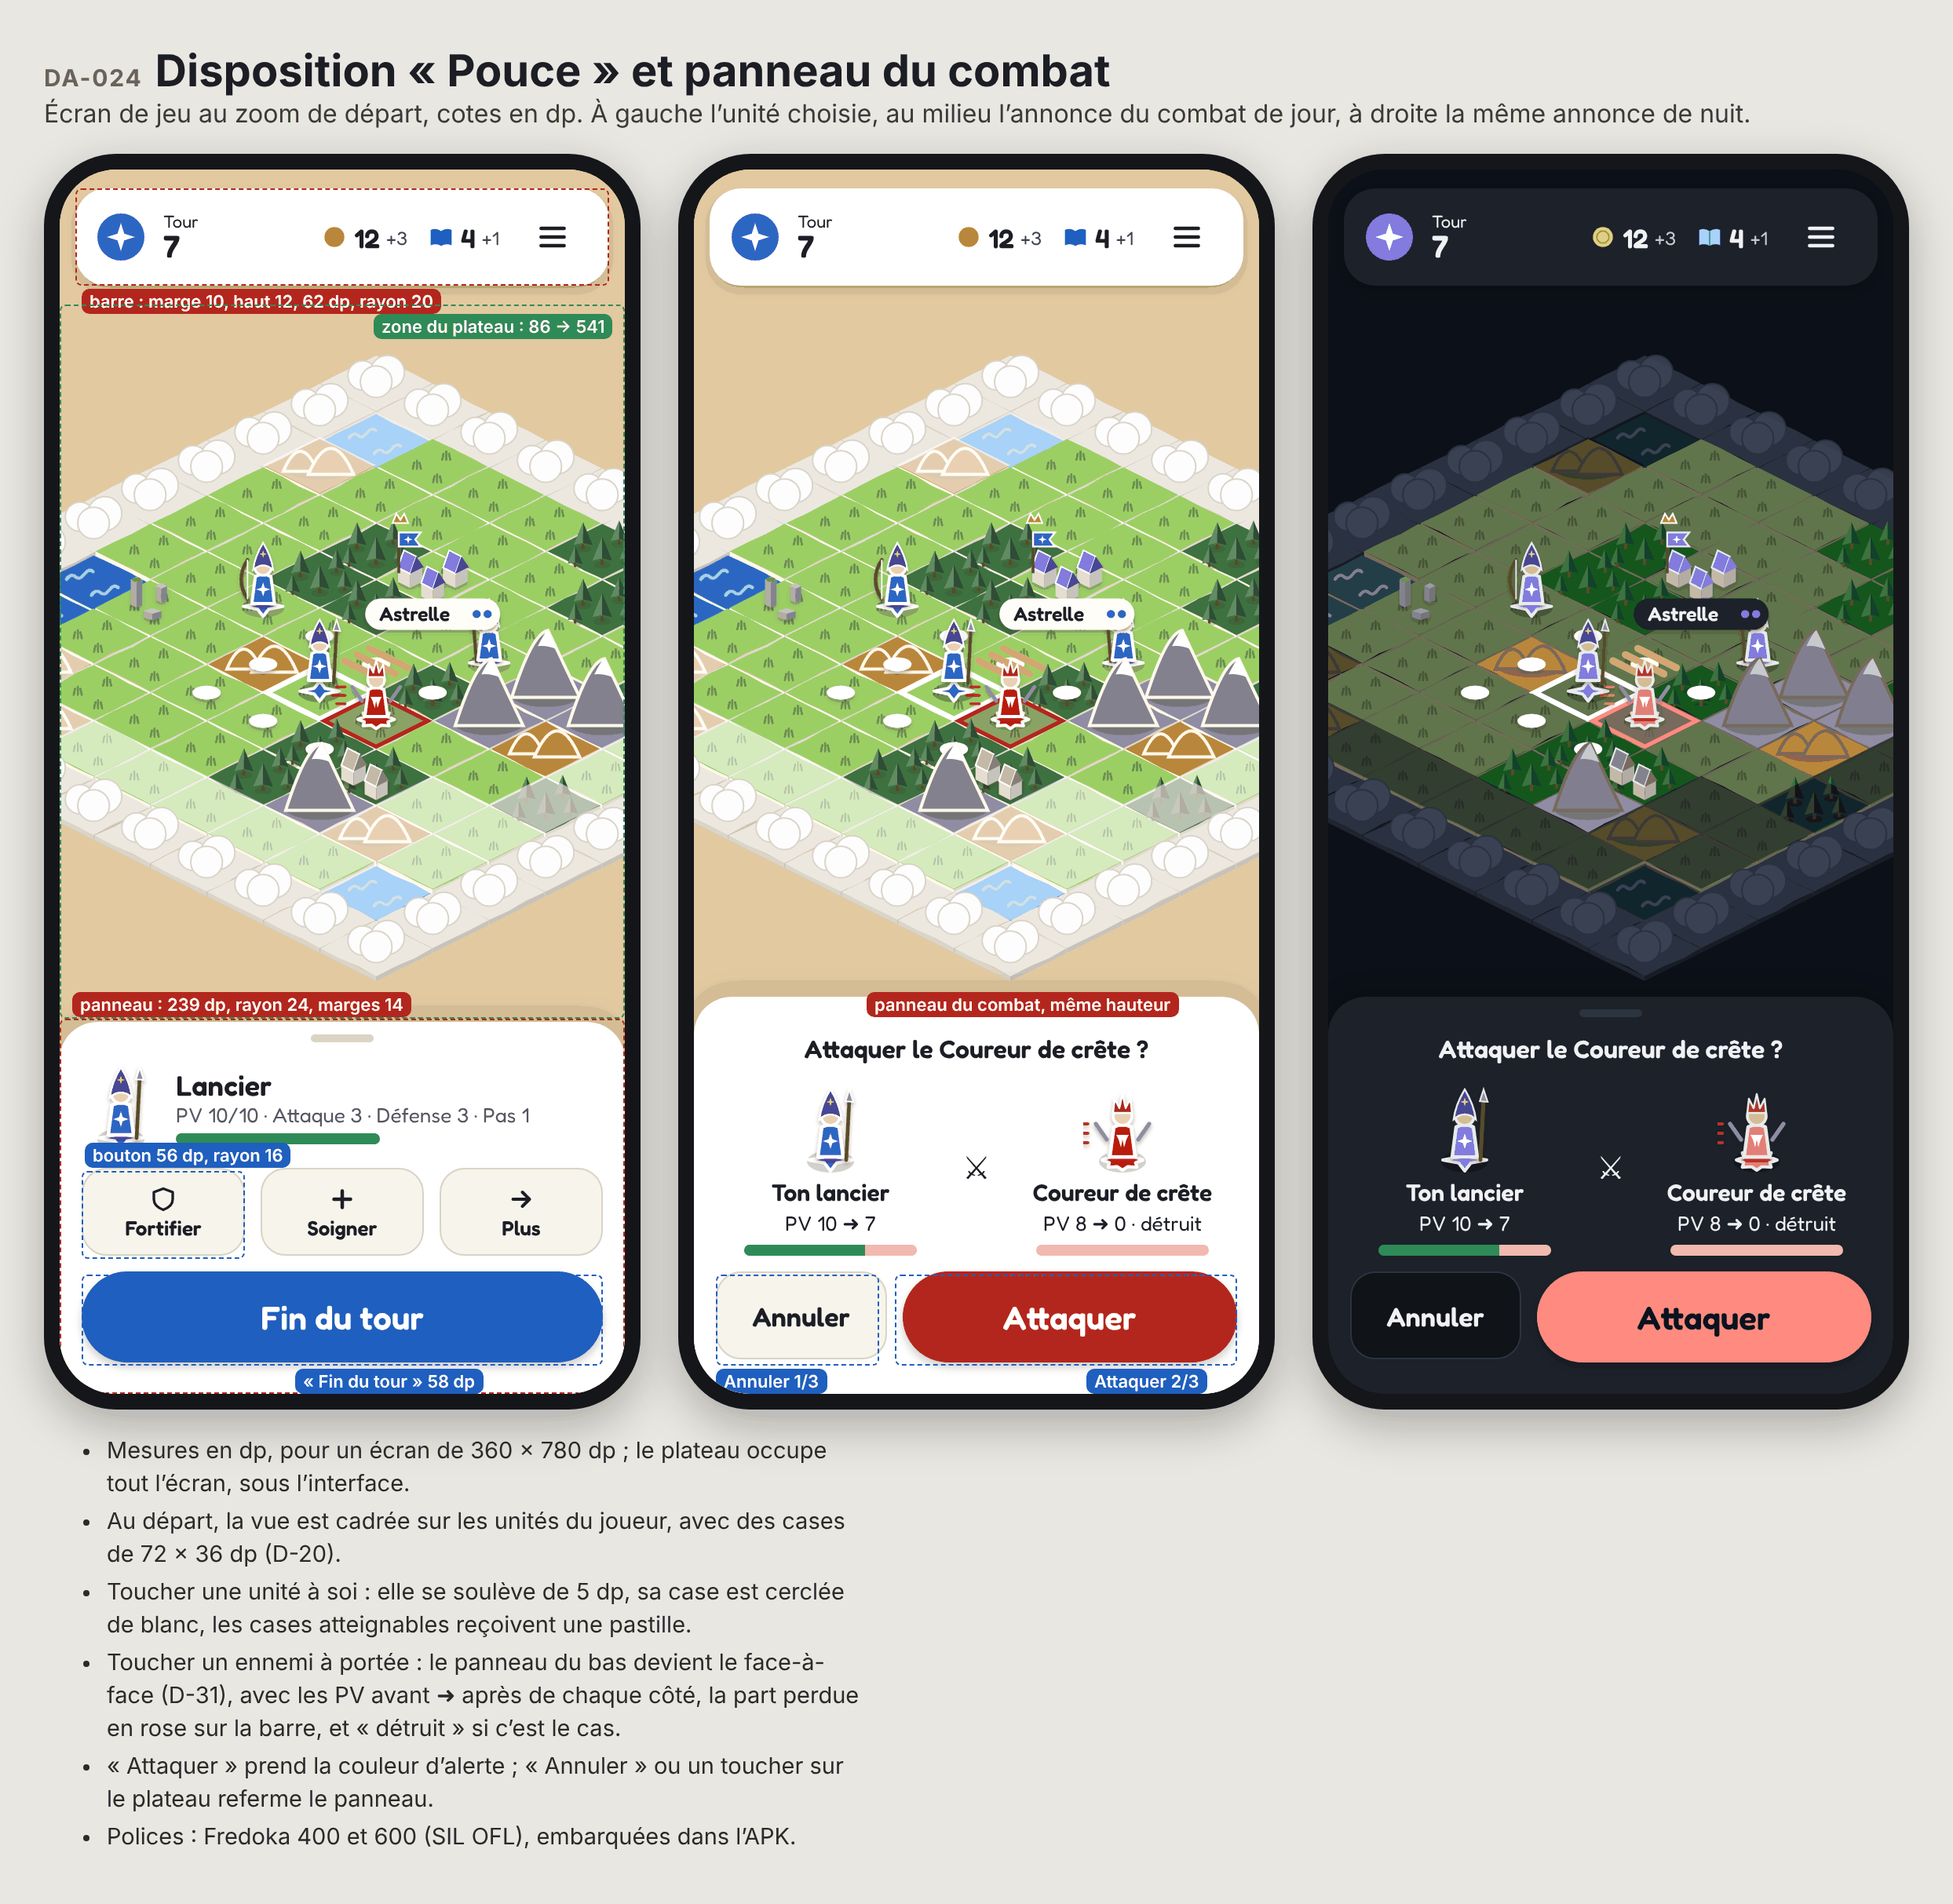 DA-024 Disposition « Pouce » et panneau du combat
Écran de jeu au zoom de départ, cotes en dp. À gauche l’unité choisie, au milieu l’annonce du combat de jour, à droite la même annonce de nuit.
Tour
7
12 +3
4 +1
barre : marge 10, haut 12, 62 dp, rayon 20
zone du plateau : 86 → 541
Astrelle
panneau : 239 dp, rayon 24, marges 14
Lancier
PV 10/10 · Attaque 3 · Défense 3 · Pas 1
bouton 56 dp, rayon 16
Fortifier
Soigner
Plus
Fin du tour
« Fin du tour » 58 dp
Tour
7
12 +3
4 +1
Astrelle
panneau du combat, même hauteur
Attaquer le Coureur de crête ?
Ton lancier
Coureur de crête
PV 10 ➜ 7
PV 8 ➜ 0 · détruit
Annuler
Attaquer
Annuler 1/3
Attaquer 2/3
Tour
7
12 +3
4 +1
Astrelle
Attaquer le Coureur de crête ?
Ton lancier
Coureur de crête
PV 10 ➜ 7
PV 8 ➜ 0 · détruit
Annuler
Attaquer
• Mesures en dp, pour un écran de 360 × 780 dp ; le plateau occupe
tout l’écran, sous l’interface.
• Au départ, la vue est cadrée sur les unités du joueur, avec des cases
de 72 × 36 dp (D-20).
• Toucher une unité à soi : elle se soulève de 5 dp, sa case est cerclée
de blanc, les cases atteignables reçoivent une pastille.
• Toucher un ennemi à portée : le panneau du bas devient le face-à-
face (D-31), avec les PV avant ➜ après de chaque côté, la part perdue
en rose sur la barre, et « détruit » si c’est le cas.
• « Attaquer » prend la couleur d’alerte ; « Annuler » ou un toucher sur
le plateau referme le panneau.
• Polices : Fredoka 400 et 600 (SIL OFL), embarquées dans l’APK.